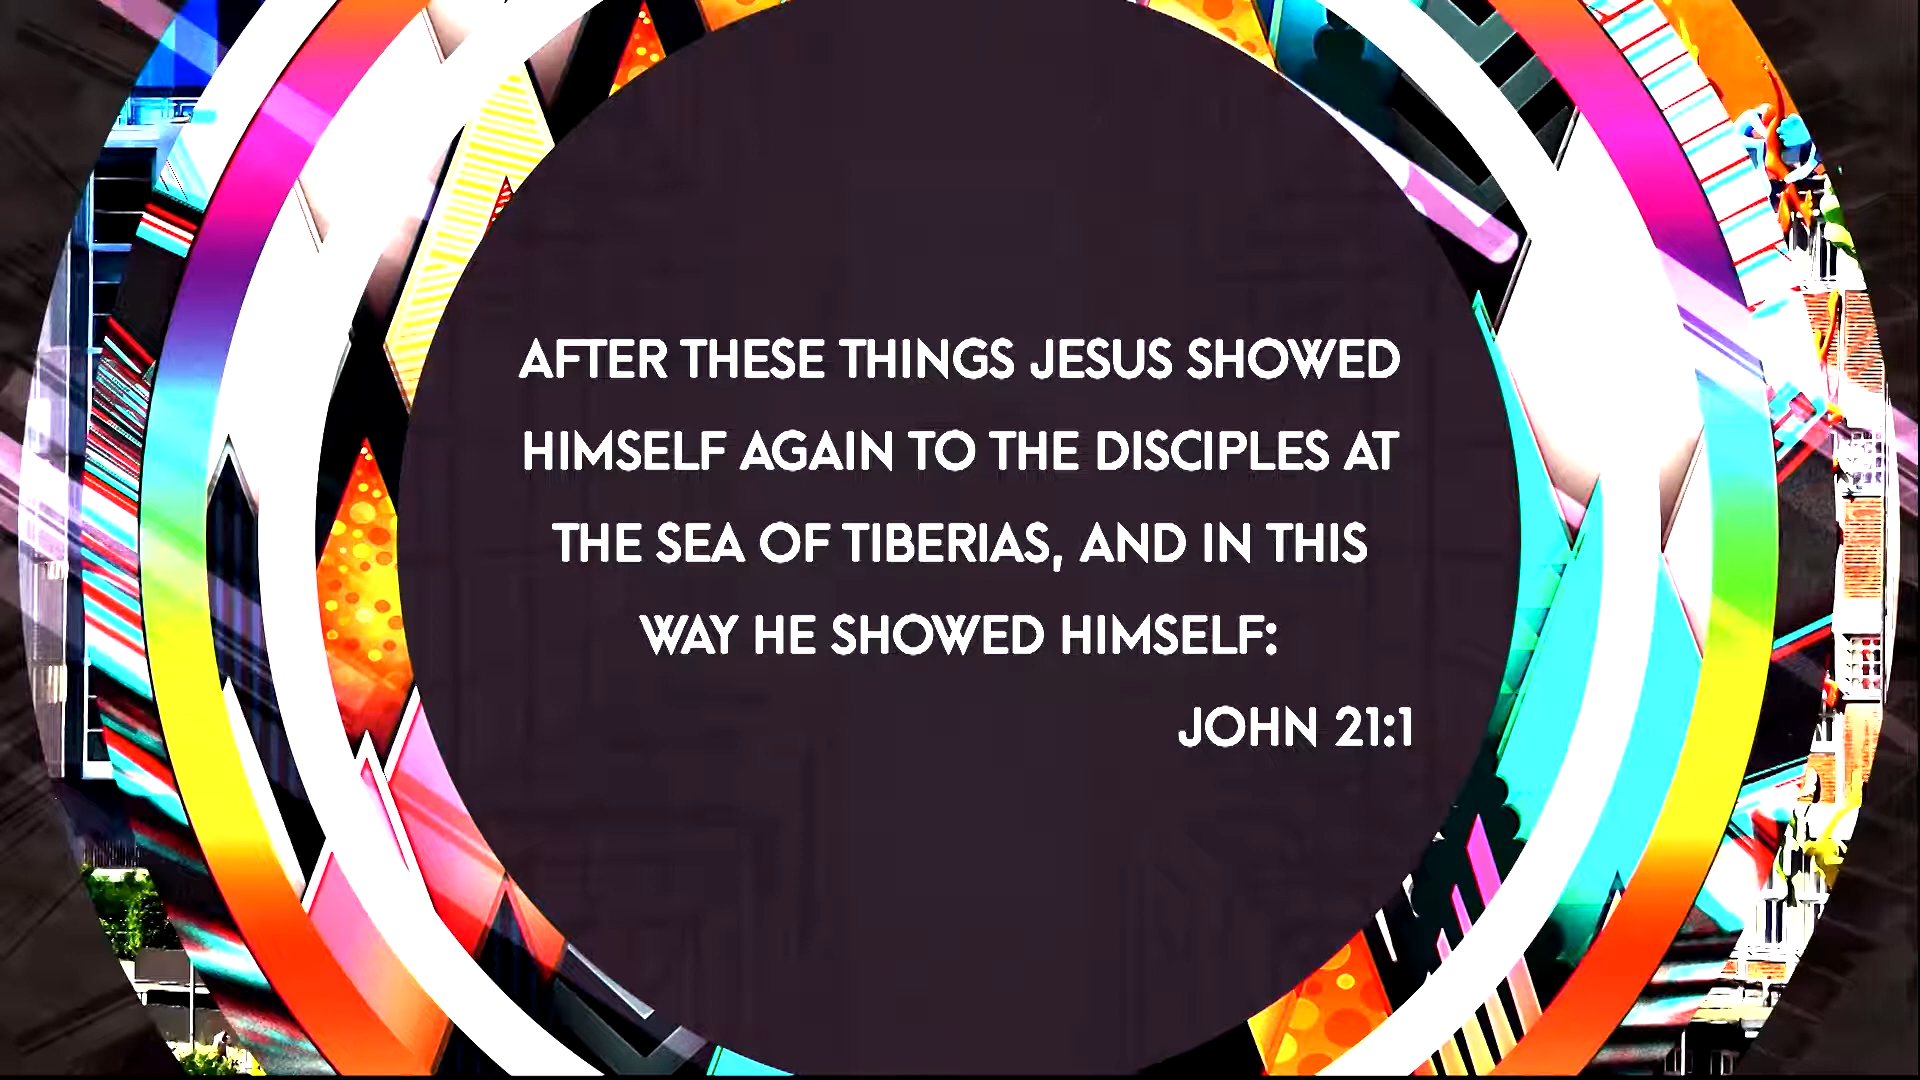 AFTER THESE THINGS JESUS SHOWED
HIMSELF AGAIN TO THE DISCIPLES AT
THE SEA OF TIBERIAS, AND IN THIS
WAY HE SHOWED HIMSELF:
JOHN 21:1